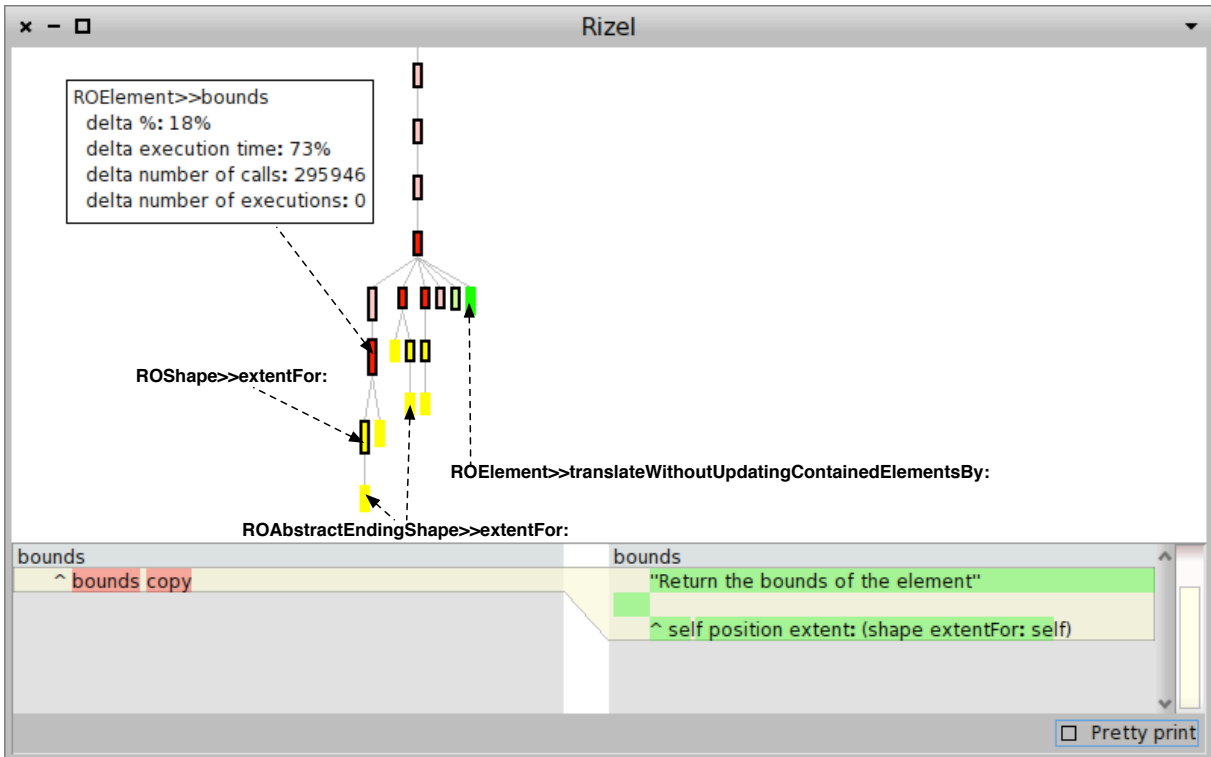 Rizel
ROElement>>bounds
delta %: 18%
delta execution time: 73%
delta number of calls: 295946
delta number of executions: 0
ROShape>>extentFor:
ROElement>>translateWithoutUpdatingContainedElementsBy:
ROAbstractEndingShape>>extentFor:
bounds
^ bounds copy
bounds
"Return the bounds of the element"
^ self position extent: (shape extentFor: self)
Pretty print